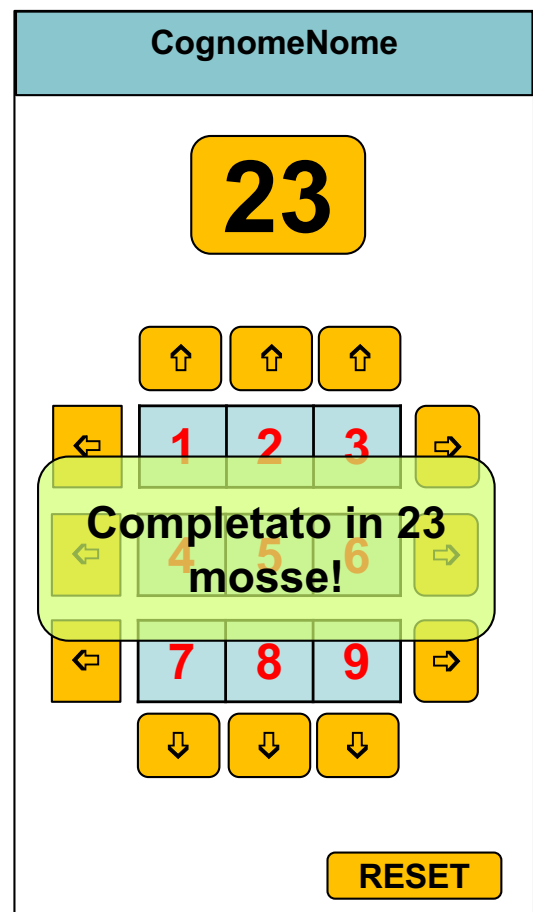 CognomeNome
23
⇧ ⇧ ⇧
⇦ 1 2 3 ⇨
Completato in 23
mosse!
⇦ 4 5 6 ⇨
⇦ 7 8 9 ⇨
⇩ ⇩ ⇩
RESET